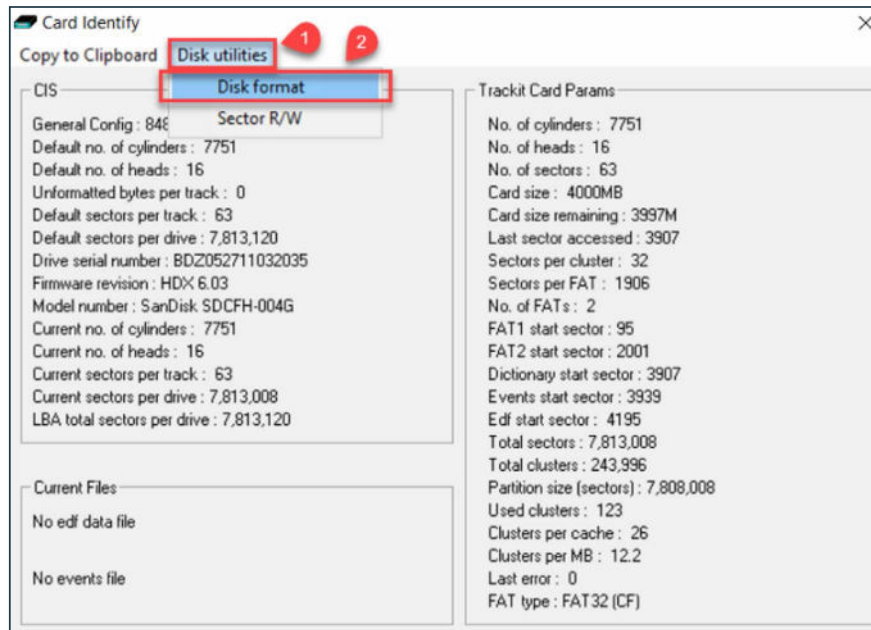 Card Identify
Copy to Clipboard Disk utilities
1
2
Disk format
Sector R/W
CIS
General Config : 848
Default no. of cylinders : 7751
Default no. of heads : 16
Unformatted bytes per track : 0
Default sectors per track : 63
Default sectors per drive : 7,813,120
Drive serial number : BDZ052711032035
Firmware revision : HDX 6.03
Model number : SanDisk SDCFH-004G
Current no. of cylinders : 7751
Current no. of heads : 16
Current sectors per track : 63
Current sectors per drive : 7,813,008
LBA total sectors per drive : 7,813,120
Current Files
No edf data file
No events file
Trackit Card Params
No. of cylinders : 7751
No. of heads : 16
No. of sectors : 63
Card size : 4000MB
Card size remaining : 3997M
Last sector accessed : 3907
Sectors per cluster : 32
Sectors per FAT : 1906
No. of FATs : 2
FAT1 start sector : 95
FAT2 start sector : 2001
Dictionary start sector : 3907
Events start sector : 3939
Edf start sector : 4195
Total sectors : 7,813,008
Total clusters : 243,996
Partition size (sectors) : 7,808,008
Used clusters : 123
Clusters per cache : 26
Clusters per MB : 12.2
Last error : 0
FAT type : FAT32 (CF)